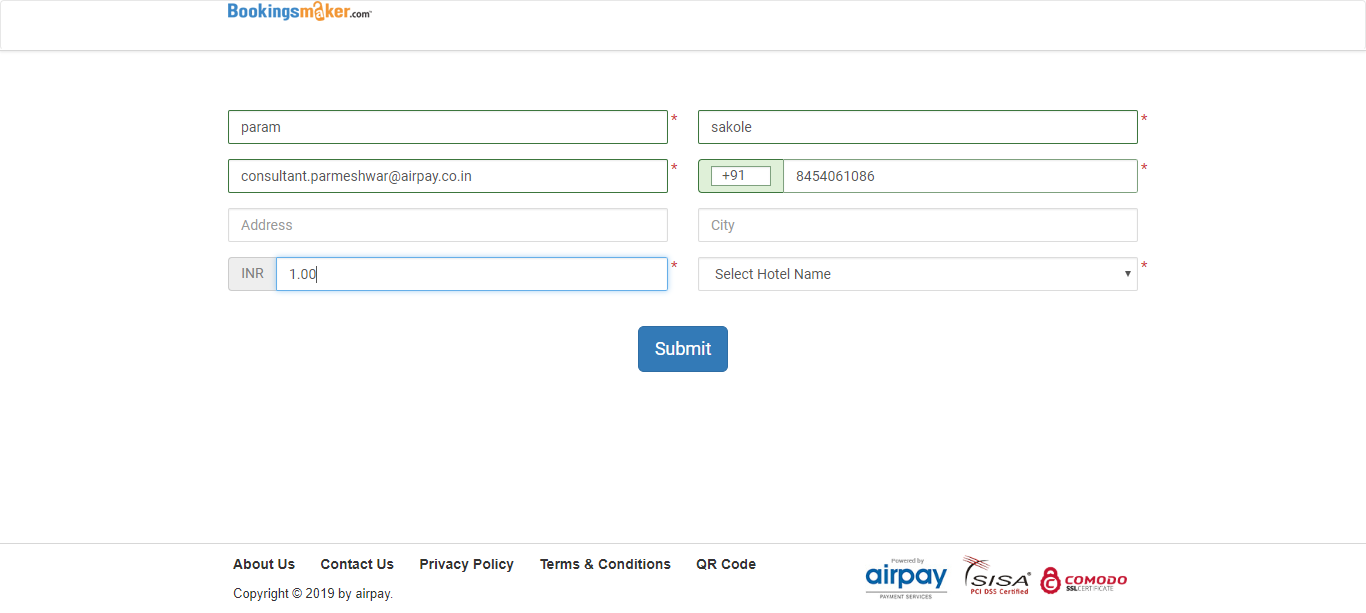 Bookingsmaker.com
param * sakole *
consultant.parmeshwar@airpay.co.in * +91 8454061086 *
Address City
INR 1.00 * Select Hotel Name ▾ *
Submit
About Us Contact Us Privacy Policy Terms & Conditions QR Code
Copyright © 2019 by airpay.
Powered by
airpay
PAYMENT SERVICES
SISA
PCI DSS Certified
COMODO
SSL CERTIFICATE